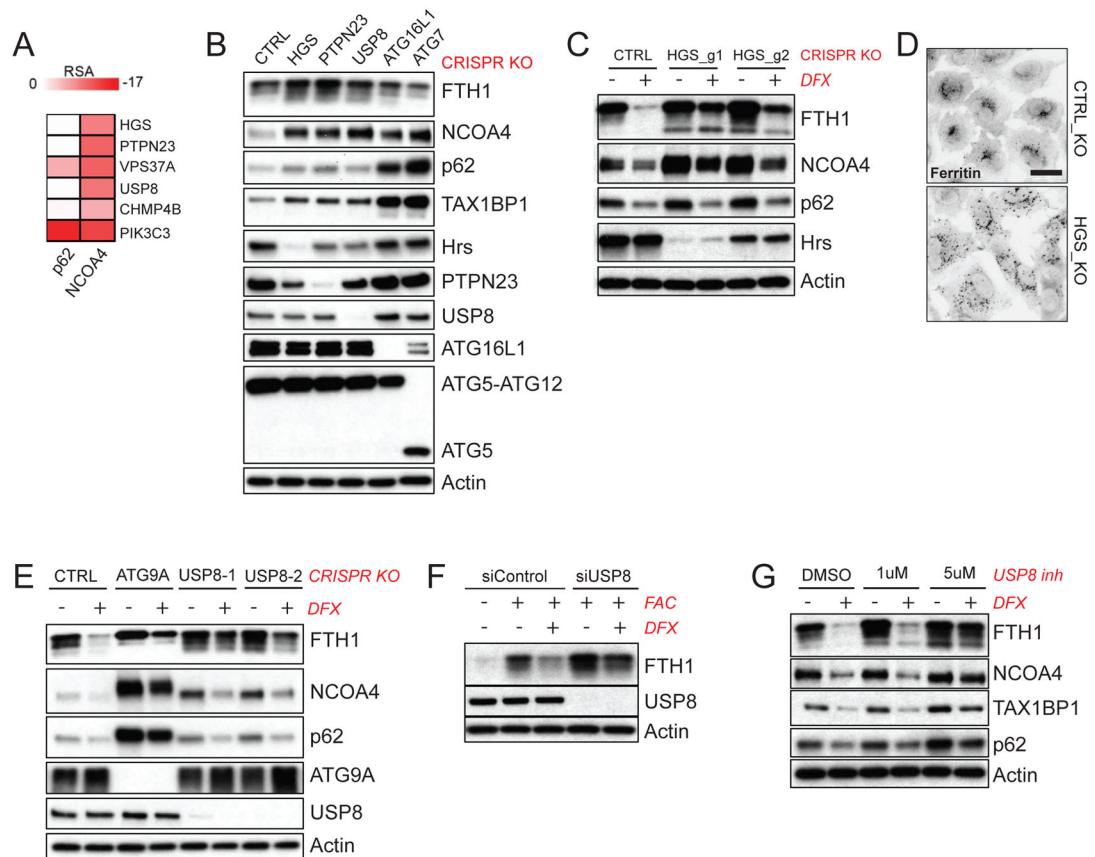 A
RSA
0 -17
HGS
PTPN23
VPS37A
USP8
CHMP4B
PIK3C3
p62 NCOA4
B
CTRL HGS PTPN23 USP8 ATG16L1 ATG7
CRISPR KO
FTH1
NCOA4
p62
TAX1BP1
Hrs
PTPN23
USP8
ATG16L1
ATG5-ATG12
ATG5
Actin
C
CTRL HGS_g1 HGS_g2 CRISPR KO
- + - + - + DFX
FTH1
NCOA4
p62
Hrs
Actin
D
Ferritin
CTRL_KO
HGS_KO
E
CTRL ATG9A USP8-1 USP8-2 CRISPR KO
- + - + - + - + DFX
FTH1
NCOA4
p62
ATG9A
USP8
Actin
F
siControl siUSP8
- + + + + FAC
- - + - + DFX
FTH1
USP8
Actin
G
DMSO 1uM 5uM USP8 inh
- + - + - + DFX
FTH1
NCOA4
TAX1BP1
p62
Actin